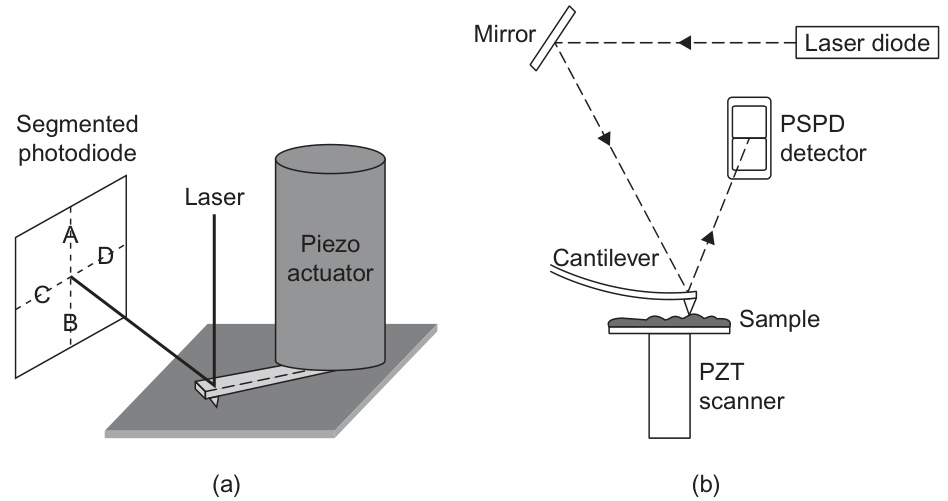 Segmented
photodiode
A
D
C
B
Laser
Piezo
actuator
(a)
Mirror
Laser diode
PSPD
detector
Cantilever
Sample
PZT
scanner
(b)